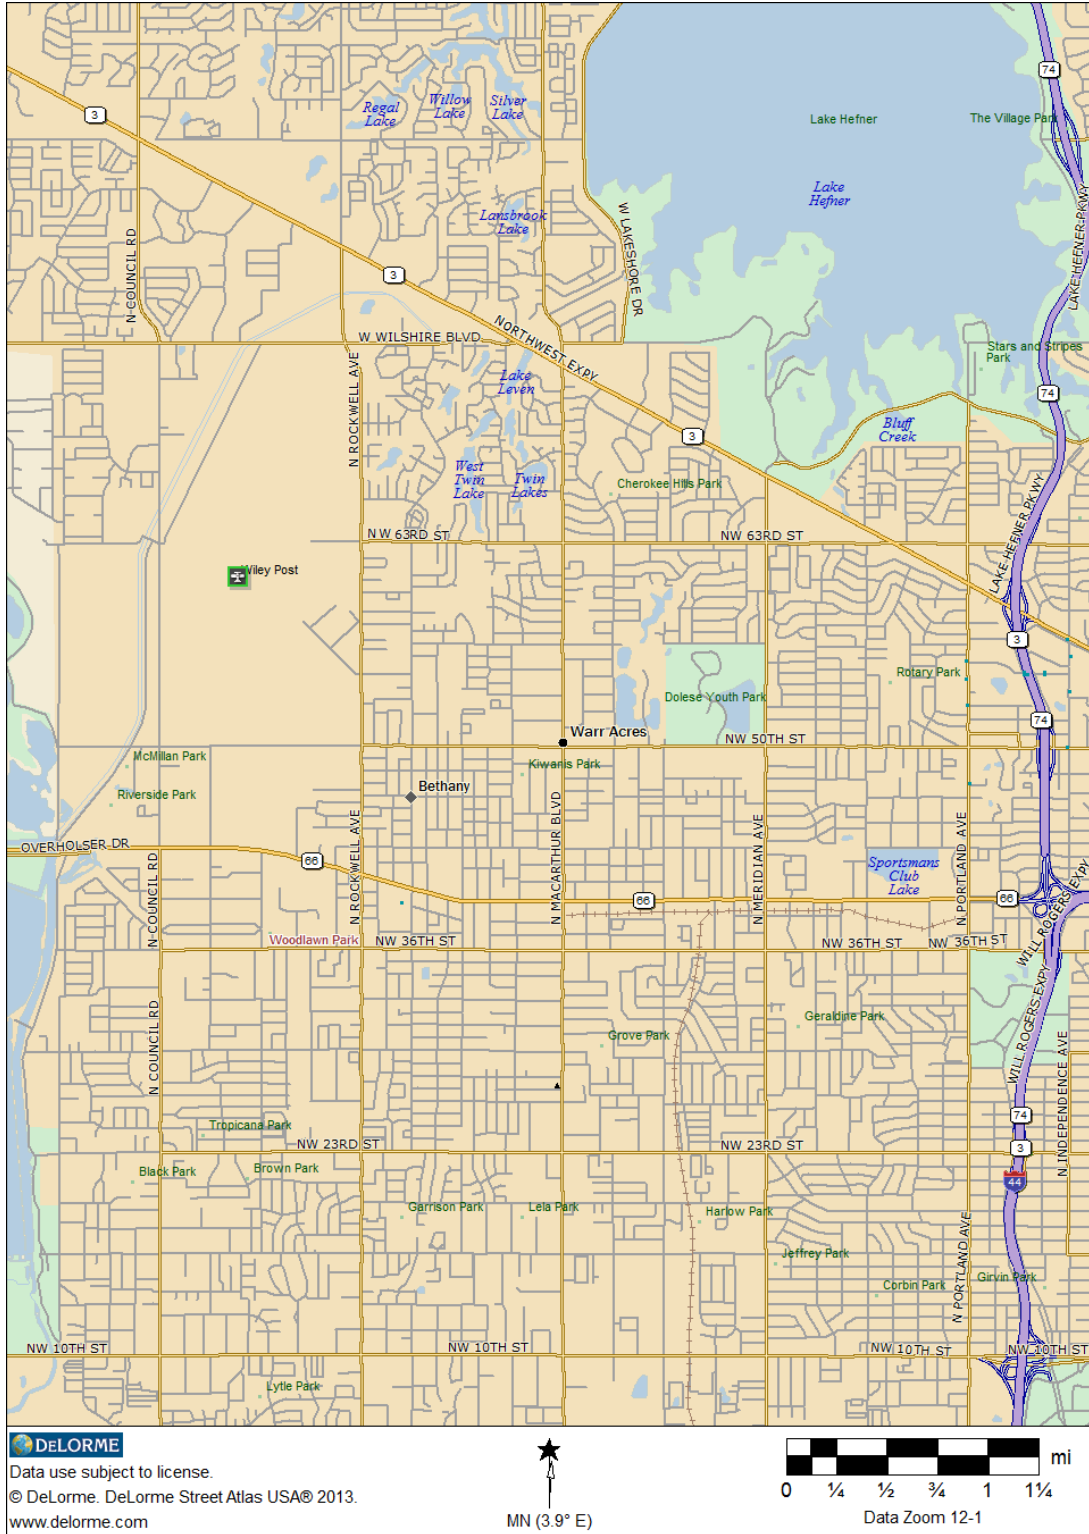 74
3
Regal
Lake
Willow
Lake
Silver
Lake
Lake Hefner
The Village Park
Lake
Hefner
Lansbrook
Lake
W LAKESHORE DR
N COUNCIL RD
LAKE HEFNER PKWY
3
W WILSHIRE BLVD
NORTHWEST EXPY
Stars and Stripes
Park
N ROCKWELL AVE
Lake
Leven
74
Bluff
Creek
3
West
Twin
Lake
Twin
Lakes
Cherokee Hills Park
LAKE HEFNER PKWY
NW 63RD ST
NW 63RD ST
Wiley Post
3
Rotary Park
Dolese Youth Park
74
Warr Acres
NW 50TH ST
McMillan Park
Kiwanis Park
Bethany
Riverside Park
OVERHOLSER DR
66
N ROCKWELL AVE
N MACARTHUR BLVD
N MERIDIAN AVE
N PORTLAND AVE
Sportsmans
Club
Lake
N COUNCIL RD
66
66
WILL ROGERS EXPY
Woodlawn Park
NW 36TH ST
NW 36TH ST
NW 36TH ST
N COUNCIL RD
Geraldine Park
Grove Park
WILL ROGERS EXPY
N INDEPENDENCE AVE
Tropicana Park
74
NW 23RD ST
NW 23RD ST
3
Black Park
Brown Park
44
Garrison Park
Lela Park
Harlow Park
N PORTLAND AVE
Jeffrey Park
Corbin Park
Girvin Park
NW 10TH ST
NW 10TH ST
NW 10TH ST
NW 10TH ST
Lytle Park
DELORME
Data use subject to license.
© DeLorme. DeLorme Street Atlas USA® 2013.
www.delorme.com
MN (3.9° E)
mi
0 ¼ ½ ¾ 1 1¼
Data Zoom 12-1